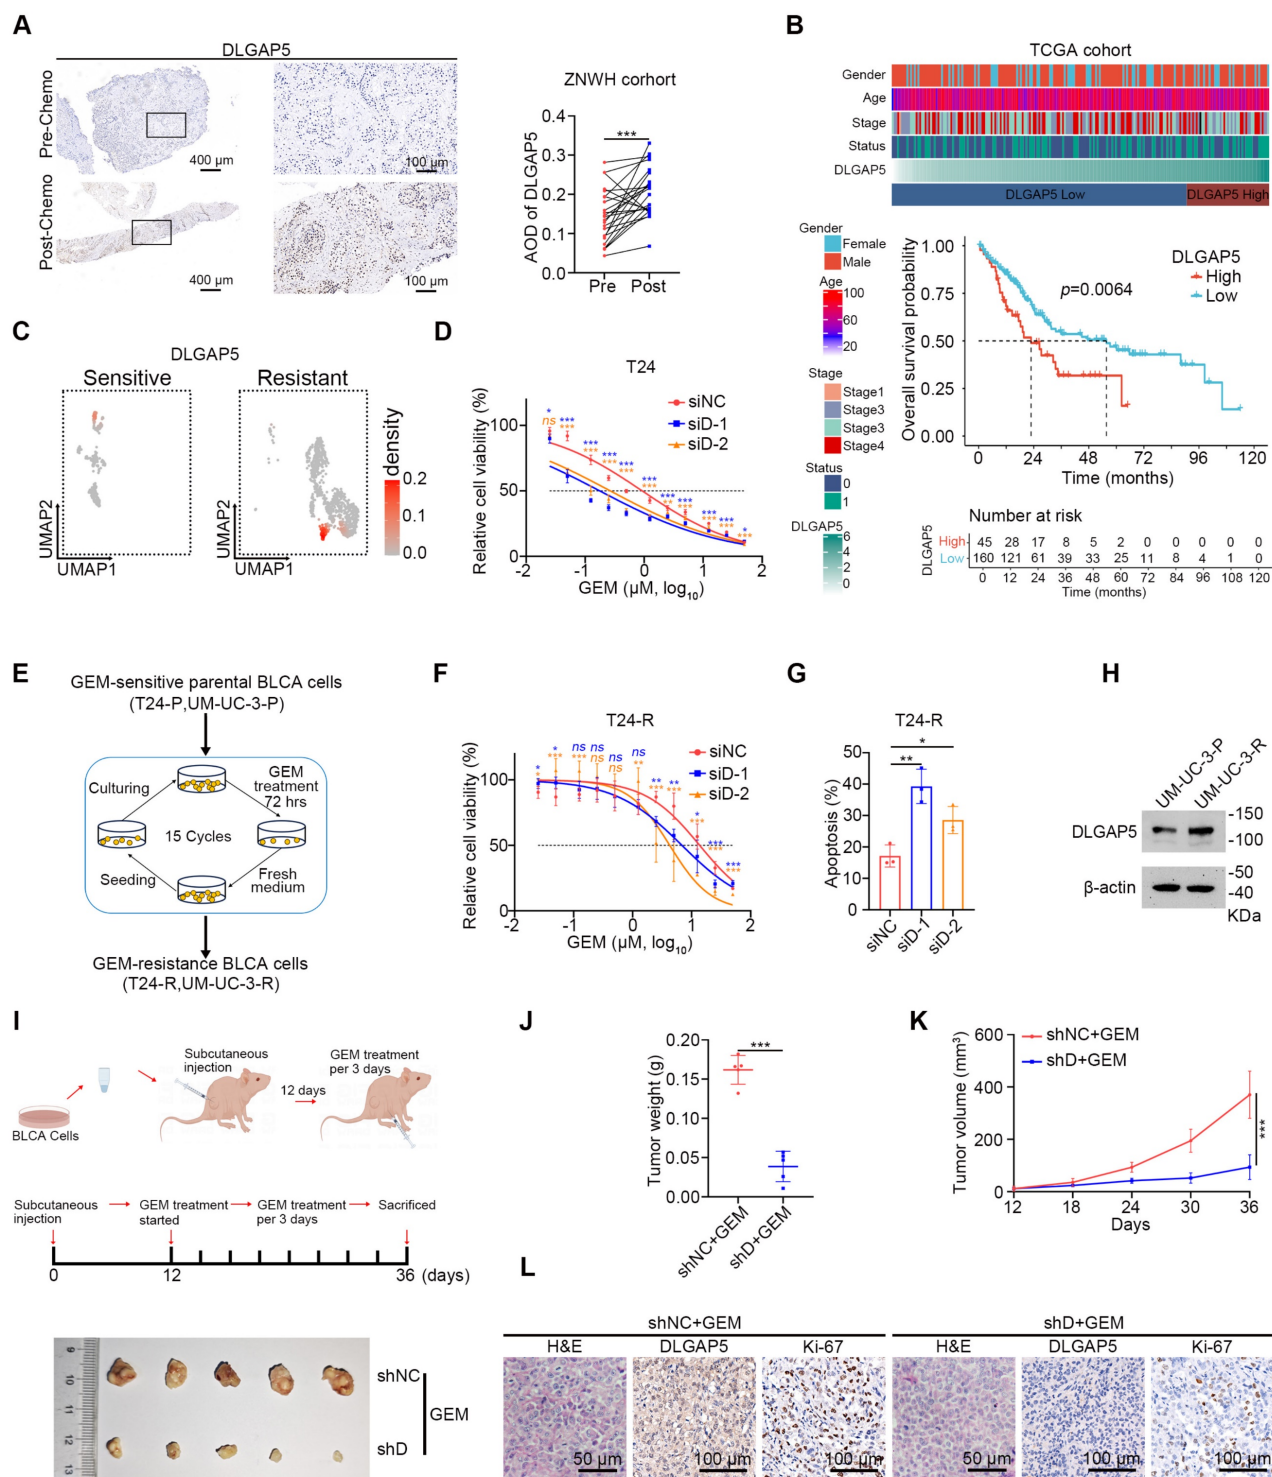 A
DLGAP5
Pre-Chemo
400 µm
100 µm
Post-Chemo
400 µm
100 µm
ZNWH corhort
AOD of DLGAP5
0.4
0.3
0.2
0.1
0.0
***
Pre Post
B
TCGA cohort
Gender
Age
Stage
Status
DLGAP5
DLGAP5 Low DLGAP5 High
Gender
Female
Male
Age
100
60
20
Stage
Stage1
Stage3
Stage3
Stage4
Status
0
1
DLGAP5
6
4
2
0
Overall survival probability
1.00
0.75
0.50
0.25
0.00
p=0.0064
DLGAP5
High
Low
0 24 48 72 96 120
Time (months)
Number at risk
DLGAP5
High 45 28 17 8 5 2 0 0 0 0 0
Low 160 121 61 39 33 25 11 8 4 1 0
0 12 24 36 48 60 72 84 96 108 120
Time (months)
C
DLGAP5
Sensitive
Resistant
UMAP2
UMAP1
UMAP2
UMAP1
density
0.2
0.1
0.0
D
T24
Relative cell viability (%)
100
50
0
siNC
siD-1
siD-2
* *** *** *** *** *** *** *** *** *** *
ns *** *** *** *** *** ** *** *** *** *
-2 -1 0 1 2
GEM (µM, log10)
E
GEM-sensitive parental BLCA cells
(T24-P,UM-UC-3-P)
Culturing
GEM
treatment
72 hrs
15 Cycles
Seeding
Fresh
medium
GEM-resistance BLCA cells
(T24-R,UM-UC-3-R)
F
T24-R
Relative cell viability (%)
100
50
0
siNC
siD-1
siD-2
* * ns ns ns ns ** ** * *** ***
* *** *** ns ns ** *** *** *** *** ***
-2 -1 0 1 2
GEM (µM, log10)
G
T24-R
Apoptosis (%)
50
40
30
20
10
0
*
**
siNC
siD-1
siD-2
H
UM-UC-3-P
UM-UC-3-R
DLGAP5
-150
-100
β-actin
-50
-40
KDa
I
BLCA Cells
Subcutaneous
injection
12 days
GEM treatment
per 3 days
Subcutaneous
injection
GEM treatment
started
GEM treatment
per 3 days
Sacrificed
0 12 36 (days)
9
10
11
12
13
shNC
shD
GEM
J
Tumor weight (g)
0.20
0.15
0.10
0.05
0.00
***
shNC+GEM
shD+GEM
K
Tumor volume (mm3)
600
400
200
0
shNC+GEM
shD+GEM
***
12 18 24 30 36
Days
L
shNC+GEM
H&E DLGAP5 Ki-67
50 µm 100 µm 100 µm
shD+GEM
H&E DLGAP5 Ki-67
50 µm 100 µm 100 µm